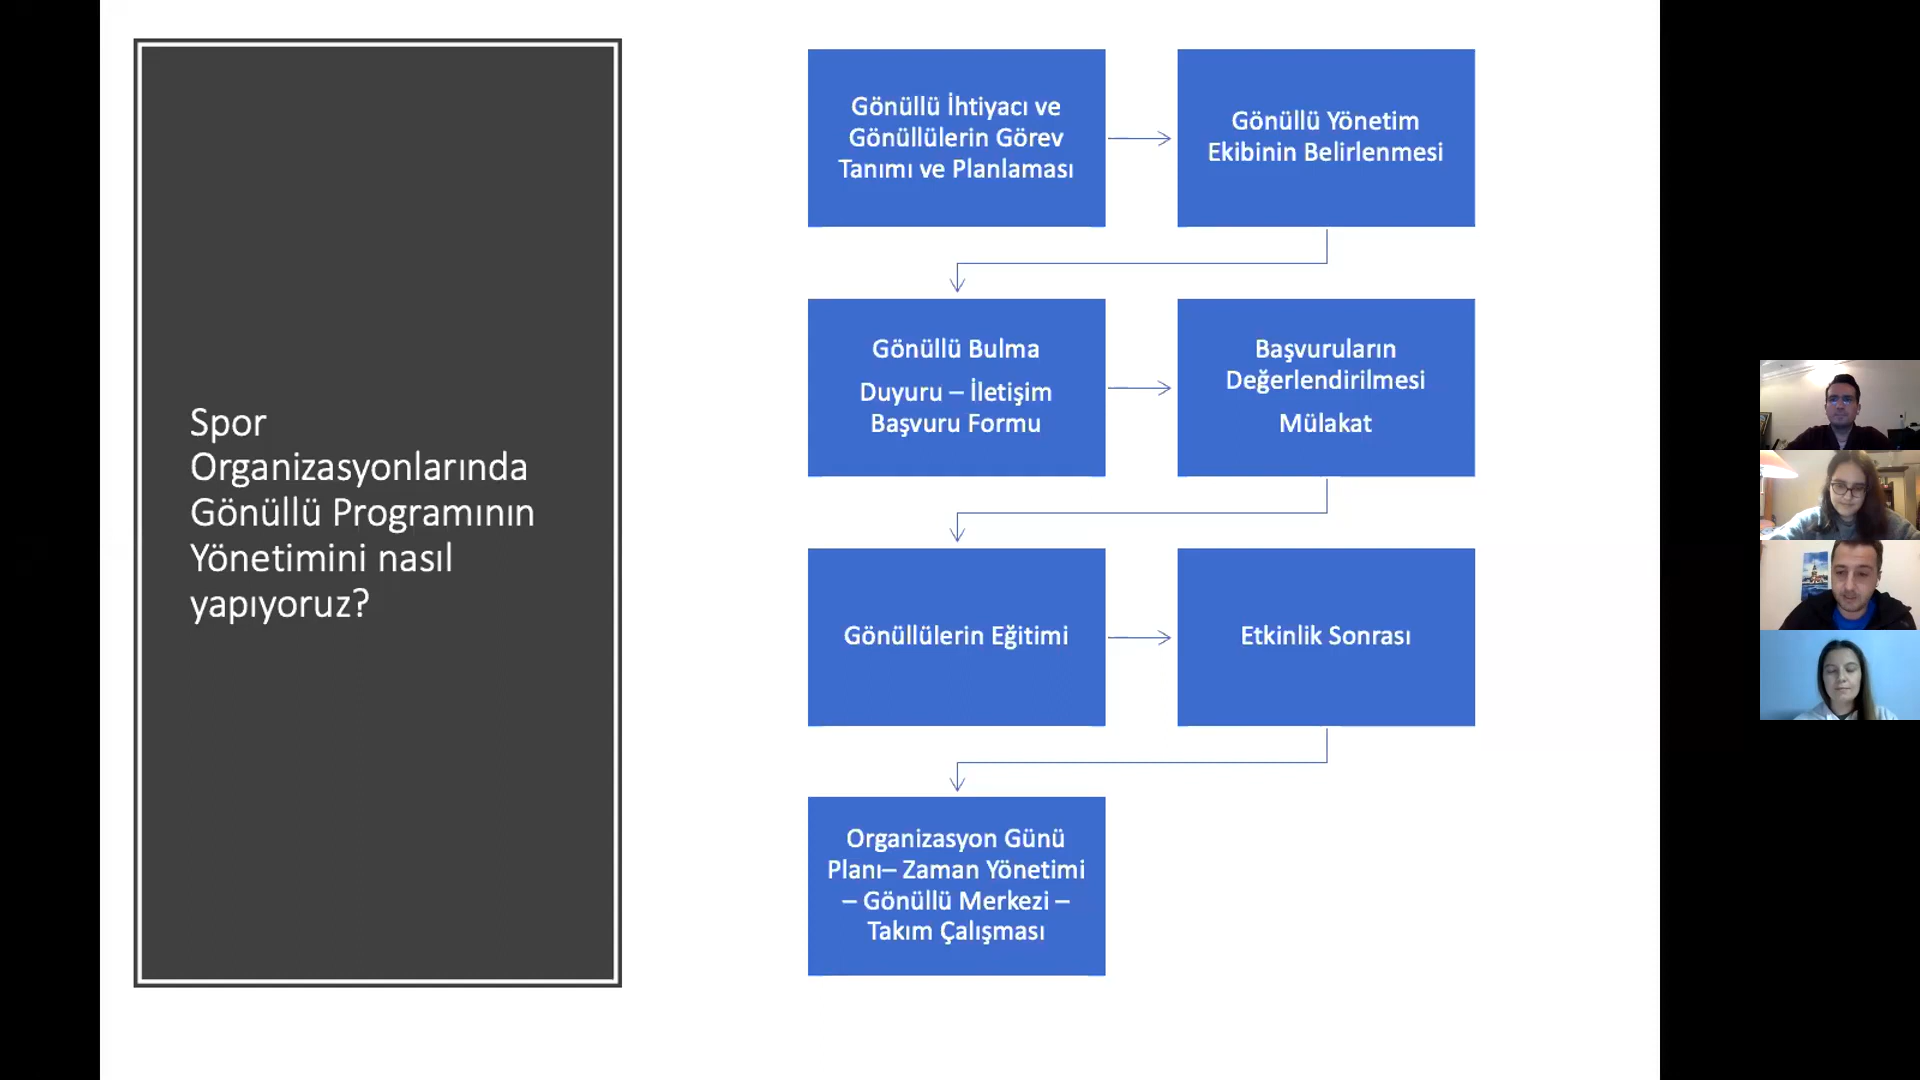 Spor
Organizasyonlarında
Gönüllü Programının
Yönetimini nasıl
yapıyoruz?
Gönüllü İhtiyacı ve
Gönüllülerin Görev
Tanımı ve Planlaması
Gönüllü Yönetim
Ekibinin Belirlenmesi
Gönüllü Bulma
Duyuru – İletişim
Başvuru Formu
Başvuruların
Değerlendirilmesi
Mülakat
Gönüllülerin Eğitimi
Etkinlik Sonrası
Organizasyon Günü
Planı– Zaman Yönetimi
– Gönüllü Merkezi –
Takım Çalışması